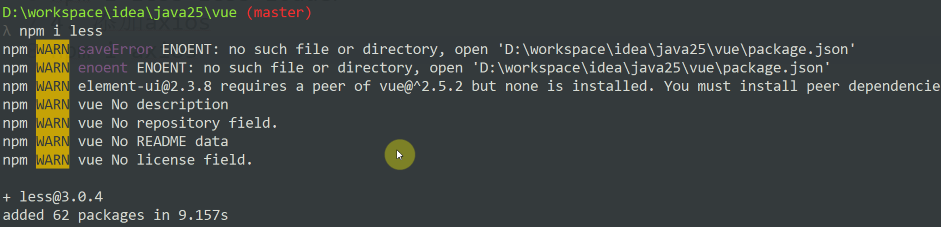 D:\workspace\idea\java25\vue (master)
λ npm i less
npm WARN saveError ENOENT: no such file or directory, open 'D:\workspace\idea\java25\vue\package.json'
npm WARN enoent ENOENT: no such file or directory, open 'D:\workspace\idea\java25\vue\package.json'
npm WARN element-ui@2.3.8 requires a peer of vue@^2.5.2 but none is installed. You must install peer dependencie
npm WARN vue No description
npm WARN vue No repository field.
npm WARN vue No README data
npm WARN vue No license field.
+ less@3.0.4
added 62 packages in 9.157s